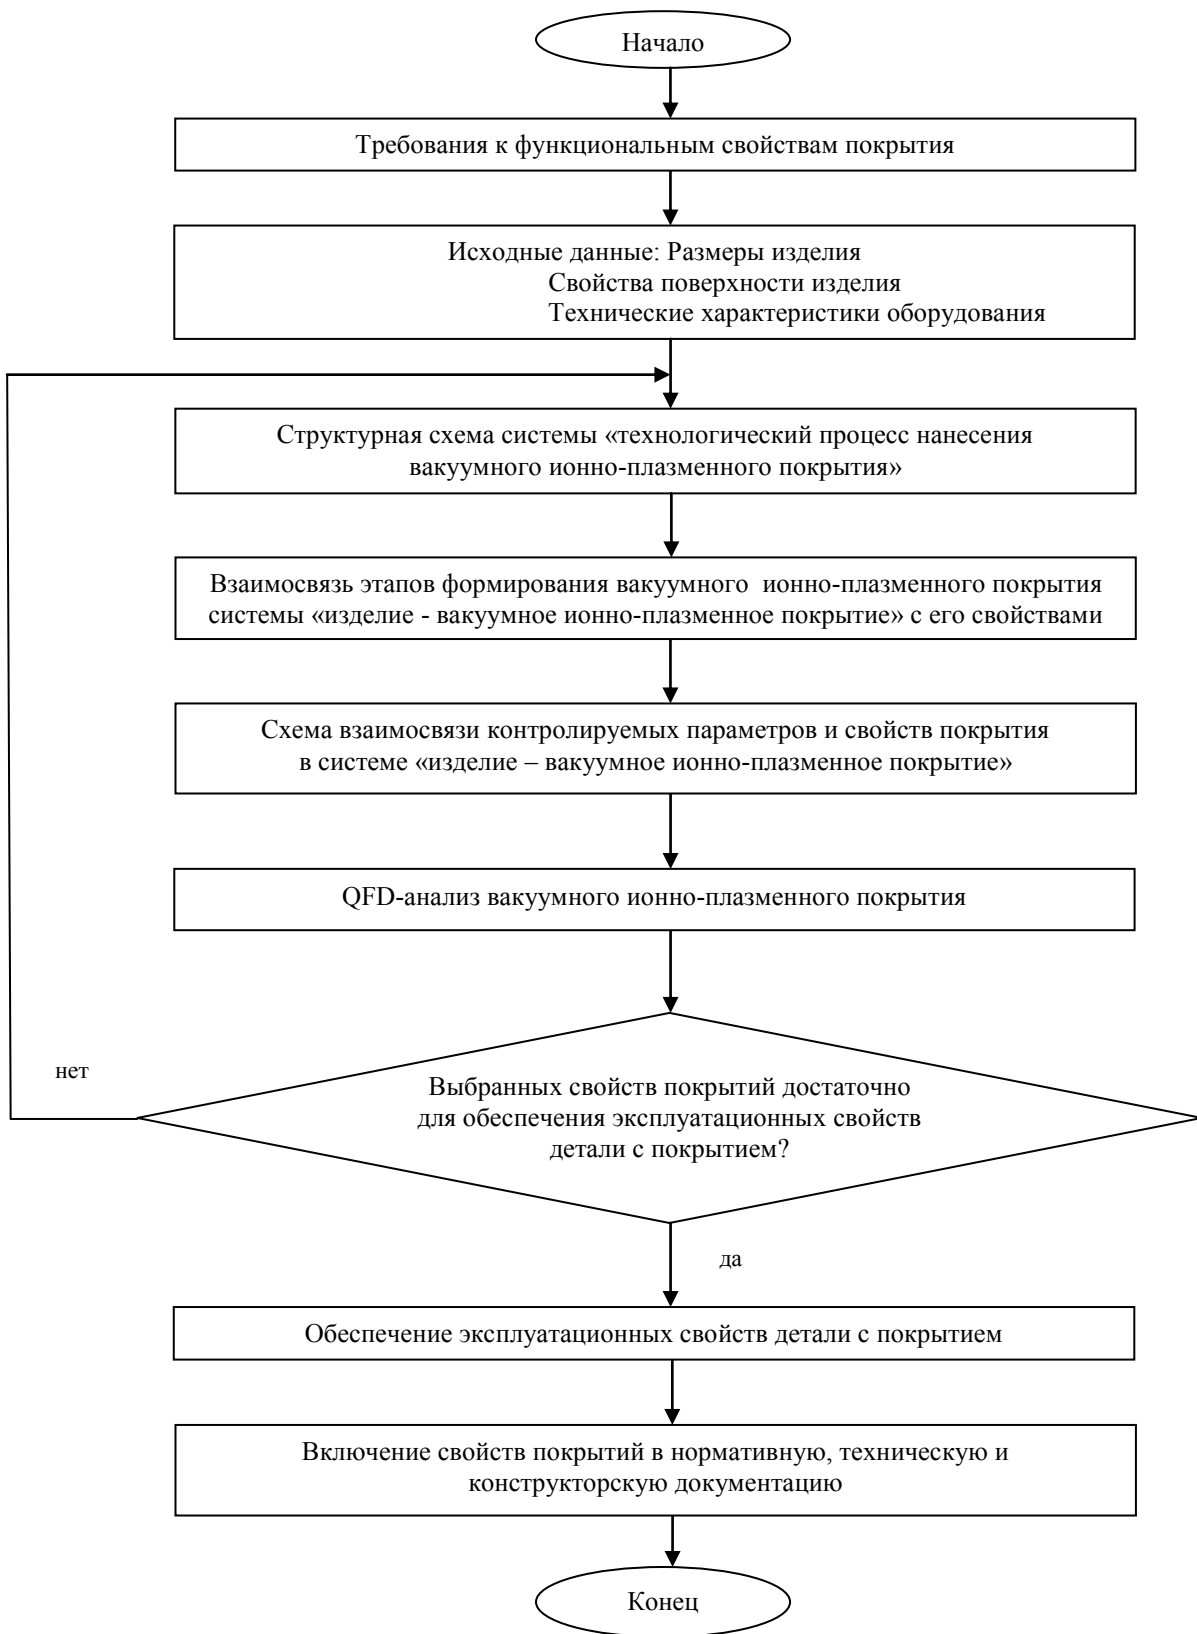 Начало
Требования к функциональным свойствам покрытия
Исходные данные: Размеры изделия
Свойства поверхности изделия
Технические характеристики оборудования
Структурная схема системы «технологический процесс нанесения
вакуумного ионно-плазменного покрытия»
Взаимосвязь этапов формирования вакуумного ионно-плазменного покрытия
системы «изделие - вакуумное ионно-плазменное покрытие» с его свойствами
Схема взаимосвязи контролируемых параметров и свойств покрытия
в системе «изделие – вакуумное ионно-плазменное покрытие»
QFD-анализ вакуумного ионно-плазменного покрытия
нет
Выбранных свойств покрытий достаточно
для обеспечения эксплуатационных свойств
детали с покрытием?
да
Обеспечение эксплуатационных свойств детали с покрытием
Включение свойств покрытий в нормативную, техническую и
конструкторскую документацию
Конец